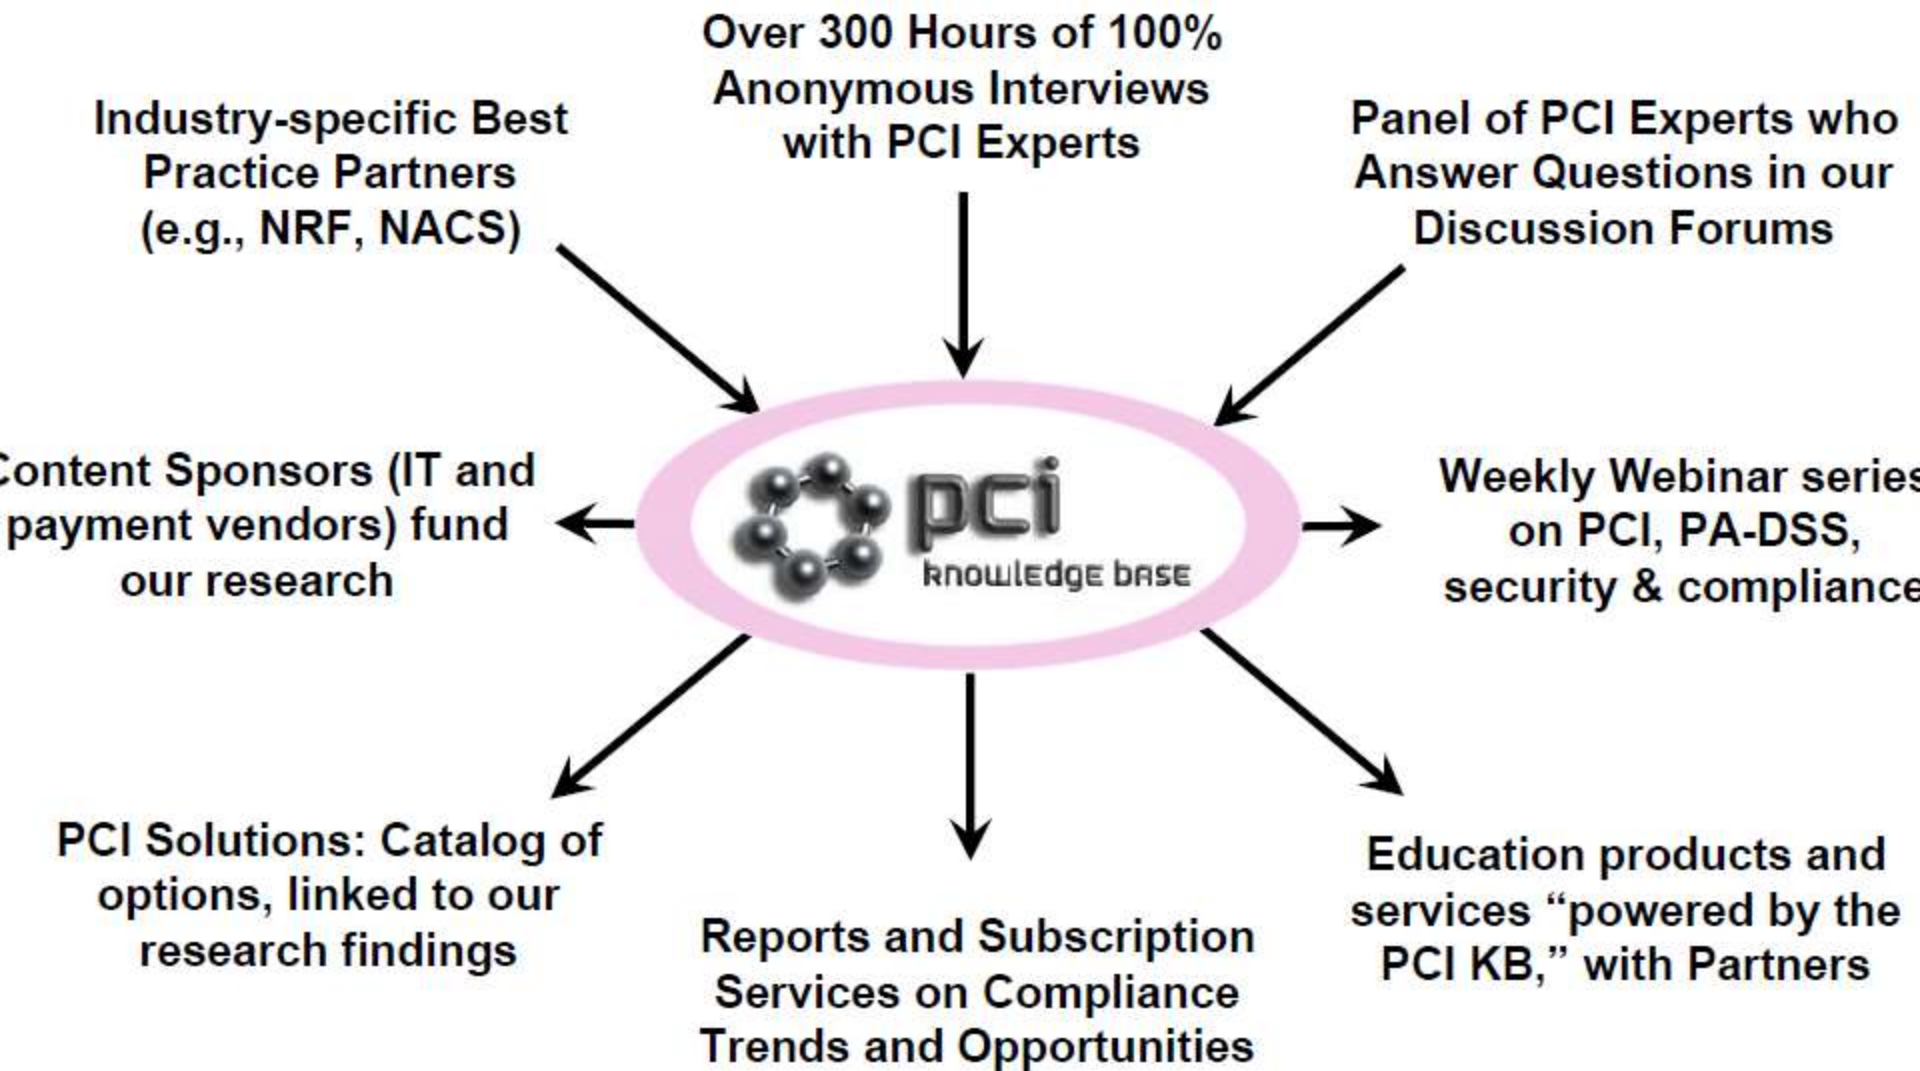 Over 300 Hours of 100%
Anonymous Interviews
with PCI Experts
Industry-specific Best
Practice Partners
(e.g., NRF, NACS)
Panel of PCI Experts who
Answer Questions in our
Discussion Forums
Content Sponsors (IT and
payment vendors) fund
our research
pci
knowledge base
Weekly Webinar series
on PCI, PA-DSS,
security & compliance
PCI Solutions: Catalog of
options, linked to our
research findings
Reports and Subscription
Services on Compliance
Trends and Opportunities
Education products and
services “powered by the
PCI KB,” with Partners